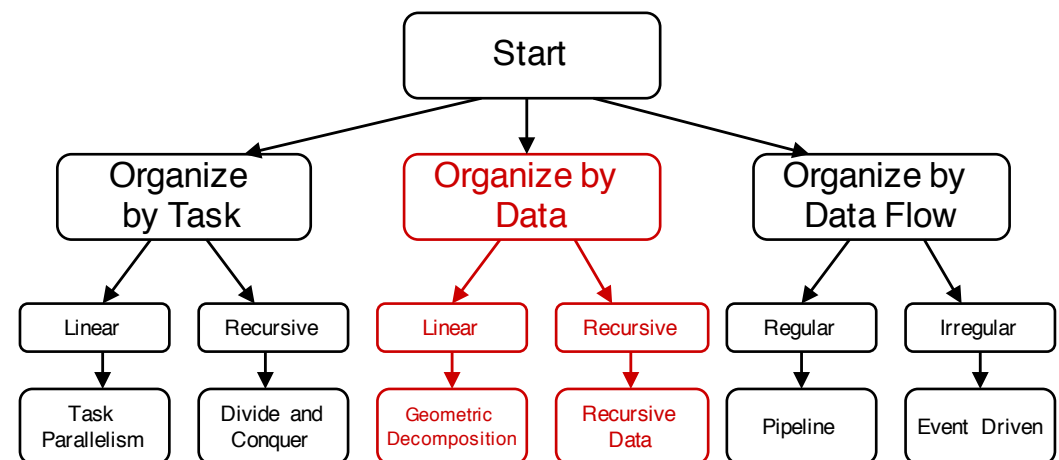 Start
Organize
by Task
Organize by
Data
Organize by
Data Flow
Linear
Recursive
Linear
Recursive
Regular
Irregular
Task
Parallelism
Divide and
Conquer
Geometric
Decomposition
Recursive
Data
Pipeline
Event Driven